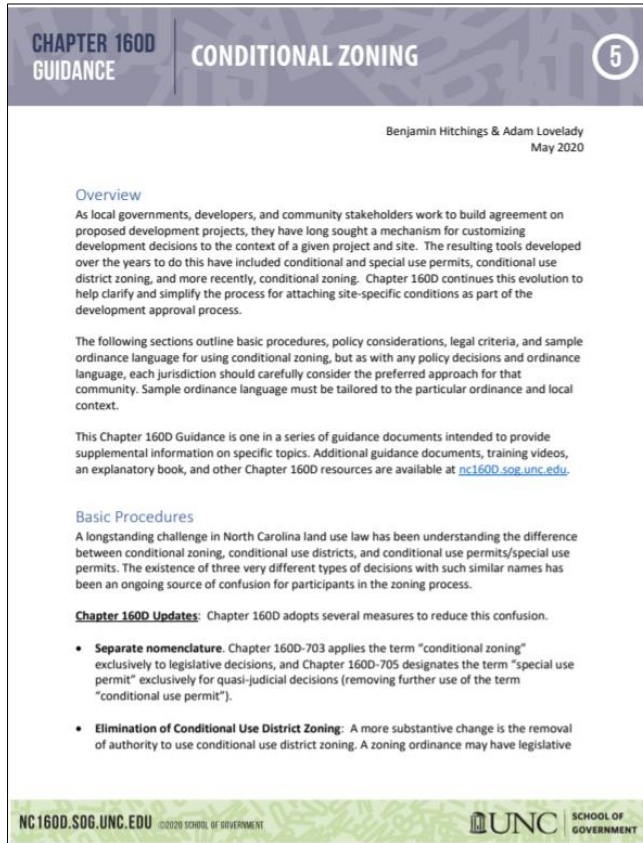 CHAPTER 160D
GUIDANCE
CONDITIONAL ZONING
5
Benjamin Hitchings & Adam Lovelady
May 2020
Overview
As local governments, developers, and community stakeholders work to build agreement on
proposed development projects, they have long sought a mechanism for customizing
development decisions to the context of a given project and site. The resulting tools developed
over the years to do this have included conditional and special use permits, conditional use
district zoning, and more recently, conditional zoning. Chapter 160D continues this evolution to
help clarify and simplify the process for attaching site-specific conditions as part of the
development approval process.
The following sections outline basic procedures, policy considerations, legal criteria, and sample
ordinance language for using conditional zoning, but as with any policy decisions and ordinance
language, each jurisdiction should carefully consider the preferred approach for that
community. Sample ordinance language must be tailored to the particular ordinance and local
context.
This Chapter 160D Guidance is one in a series of guidance documents intended to provide
supplemental information on specific topics. Additional guidance documents, training videos,
an explanatory book, and other Chapter 160D resources are available at nc160D.sog.unc.edu.
Basic Procedures
A longstanding challenge in North Carolina land use law has been understanding the difference
between conditional zoning, conditional use districts, and conditional use permits/special use
permits. The existence of three very different types of decisions with such similar names has
been an ongoing source of confusion for participants in the zoning process.
Chapter 160D Updates: Chapter 160D adopts several measures to reduce this confusion.
• Separate nomenclature. Chapter 160D-703 applies the term “conditional zoning”
exclusively to legislative decisions, and Chapter 160D-705 designates the term “special use
permit” exclusively for quasi-judicial decisions (removing further use of the term
“conditional use permit”).
• Elimination of Conditional Use District Zoning: A more substantive change is the removal
of authority to use conditional use district zoning. A zoning ordinance may have legislative
NC160D.SOG.UNC.EDU ©2020 SCHOOL OF GOVERNMENT
UNC SCHOOL OF
GOVERNMENT